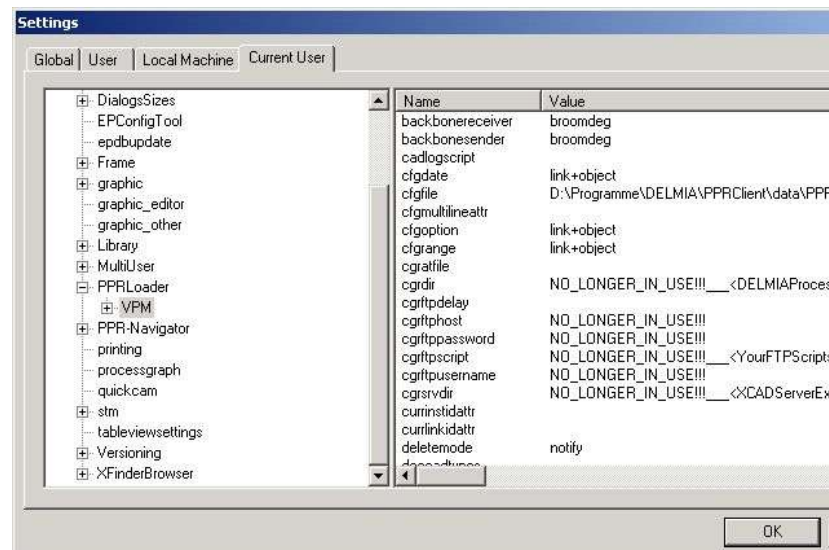 Settings
Global User Local Machine Current User
DialogsSizes
EPConfigTool
epdbupdate
Frame
graphic
graphic_editor
graphic_other
Library
MultiUser
PPRLoader
VPM
PPR-Navigator
printing
processgraph
quickcam
stm
tableviewsettings
Versioning
XFinderBrowser
Name Value
backbonereceiver broomdeg
backbonesender broomdeg
cadlogscript
cfgdate link+object
cfgfile D:\Programme\DELMIA\PPRClient\data\PPR
cfgmultilineattr
cfgoption link+object
cfgrange link+object
cgratfile
cgrdir NO_LONGER_IN_USE!!!___<DELMIAProces
cgrftpdelay
cgrftphost NO_LONGER_IN_USE!!!
cgrftppassword NO_LONGER_IN_USE!!!
cgrftpscript NO_LONGER_IN_USE!!!___<YourFTPScripts
cgrftpusername NO_LONGER_IN_USE!!!
cgrsrvdir NO_LONGER_IN_USE!!!___<XCADServerEx
currinstidattr
currlinkidattr
deletemode notify
OK